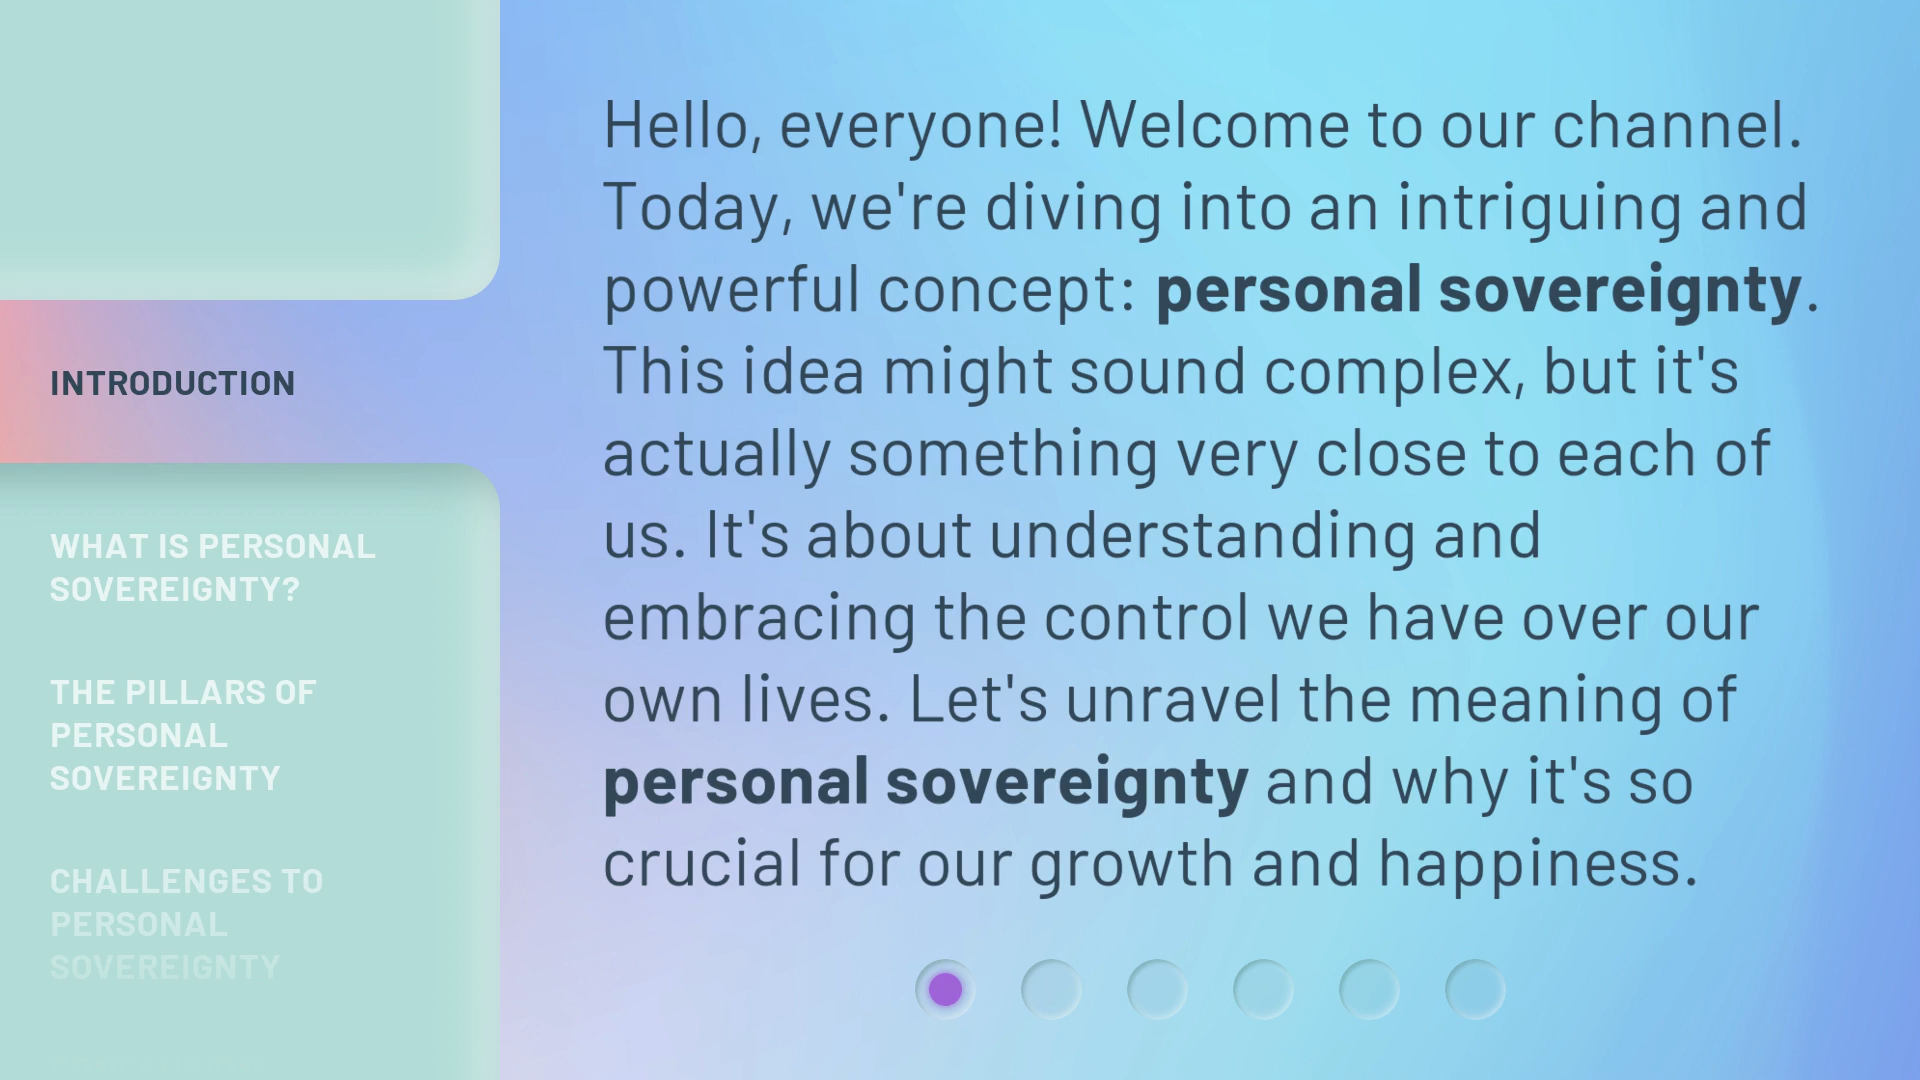 INTRODUCTION
WHAT IS PERSONAL
SOVEREIGNTY?
THE PILLARS OF
PERSONAL
SOVEREIGNTY
CHALLENGES TO
PERSONAL
SOVEREIGNTY
Hello, everyone! Welcome to our channel.
Today, we're diving into an intriguing and
powerful concept: personal sovereignty.
This idea might sound complex, but it's
actually something very close to each of
us. It's about understanding and
embracing the control we have over our
own lives. Let's unravel the meaning of
personal sovereignty and why it's so
crucial for our growth and happiness.